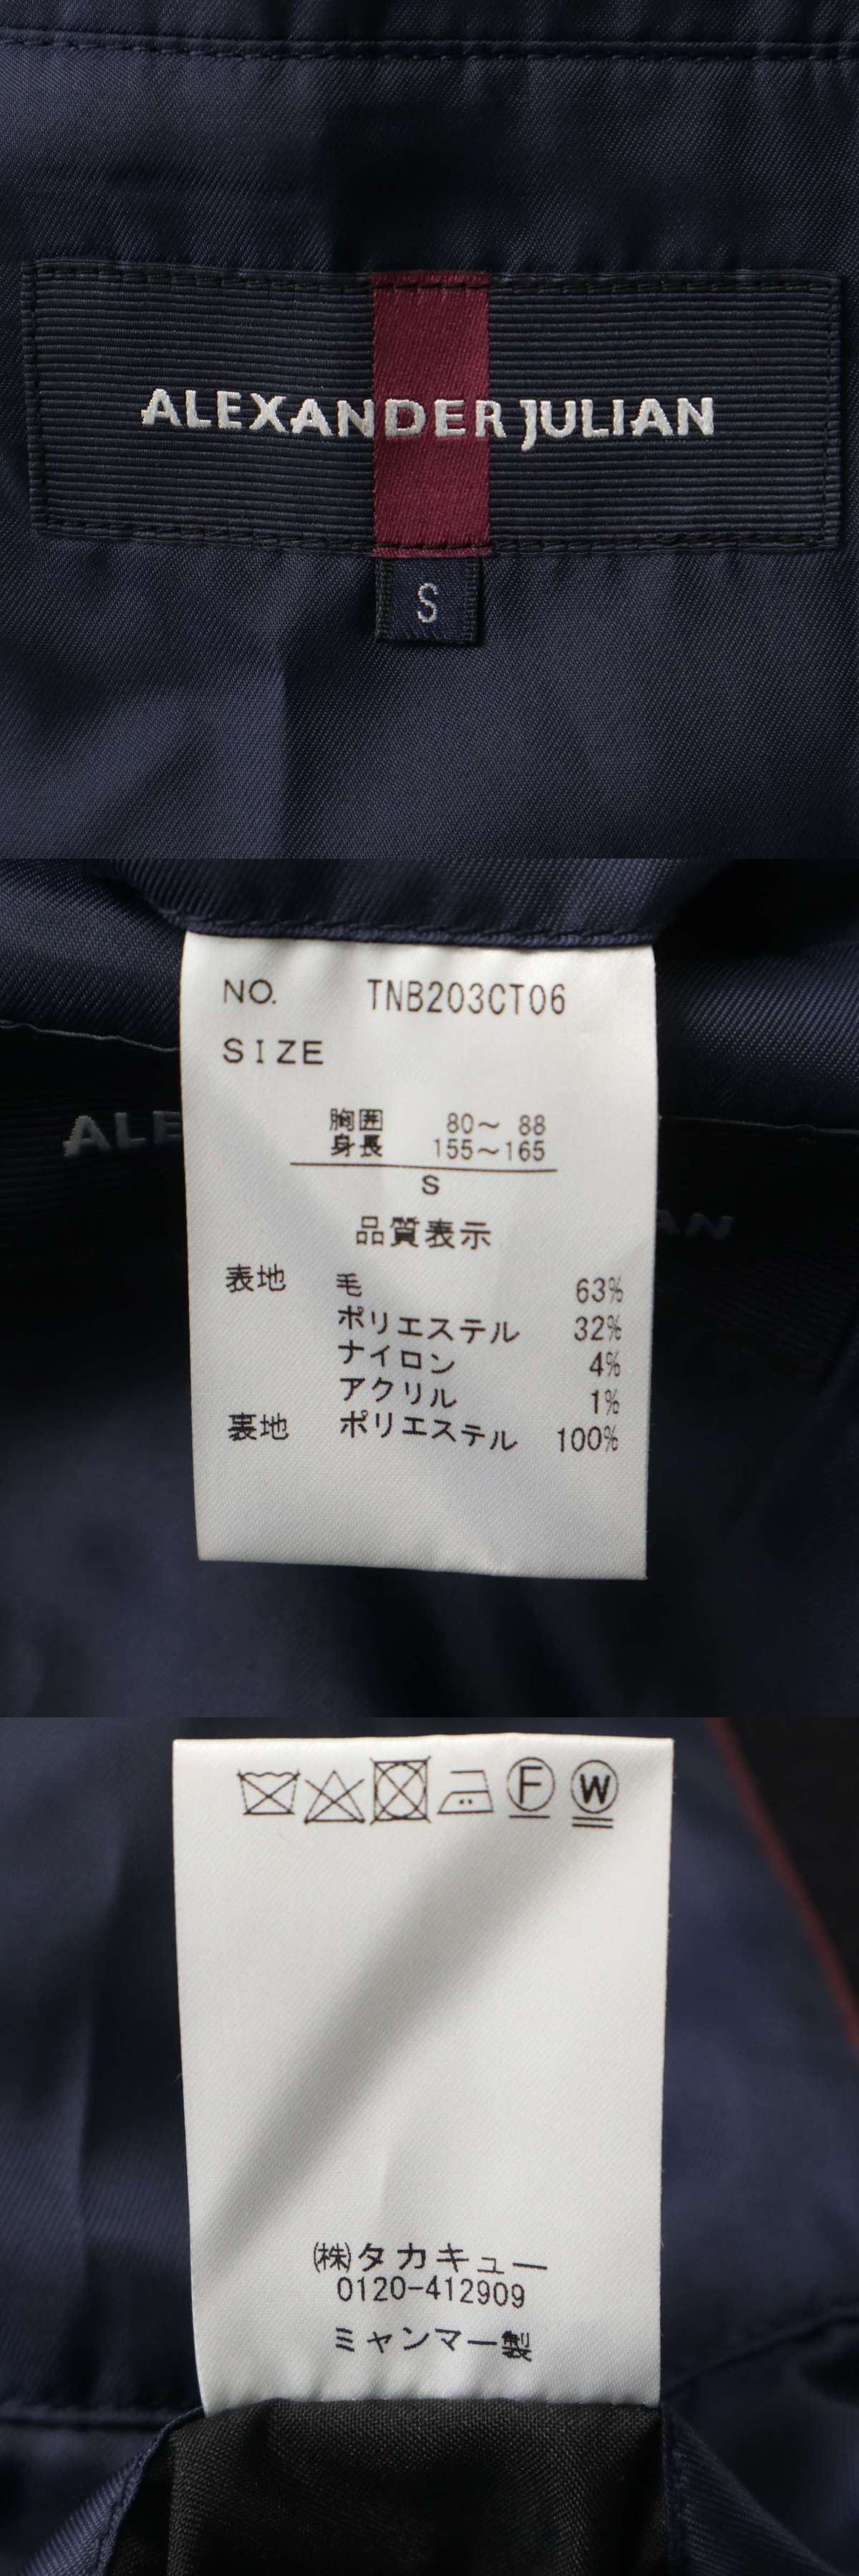 ALEXANDER JULIAN
S
NO. TNB203CT06
SIZE
ALE
AN
胸囲 80～ 88
身長 155～165
S
品質表示
表地 毛 63%
ポリエステル 32%
ナイロン 4%
アクリル 1%
裏地 ポリエステル 100%
F W
(株)タカキュー
0120-412909
ミャンマー製